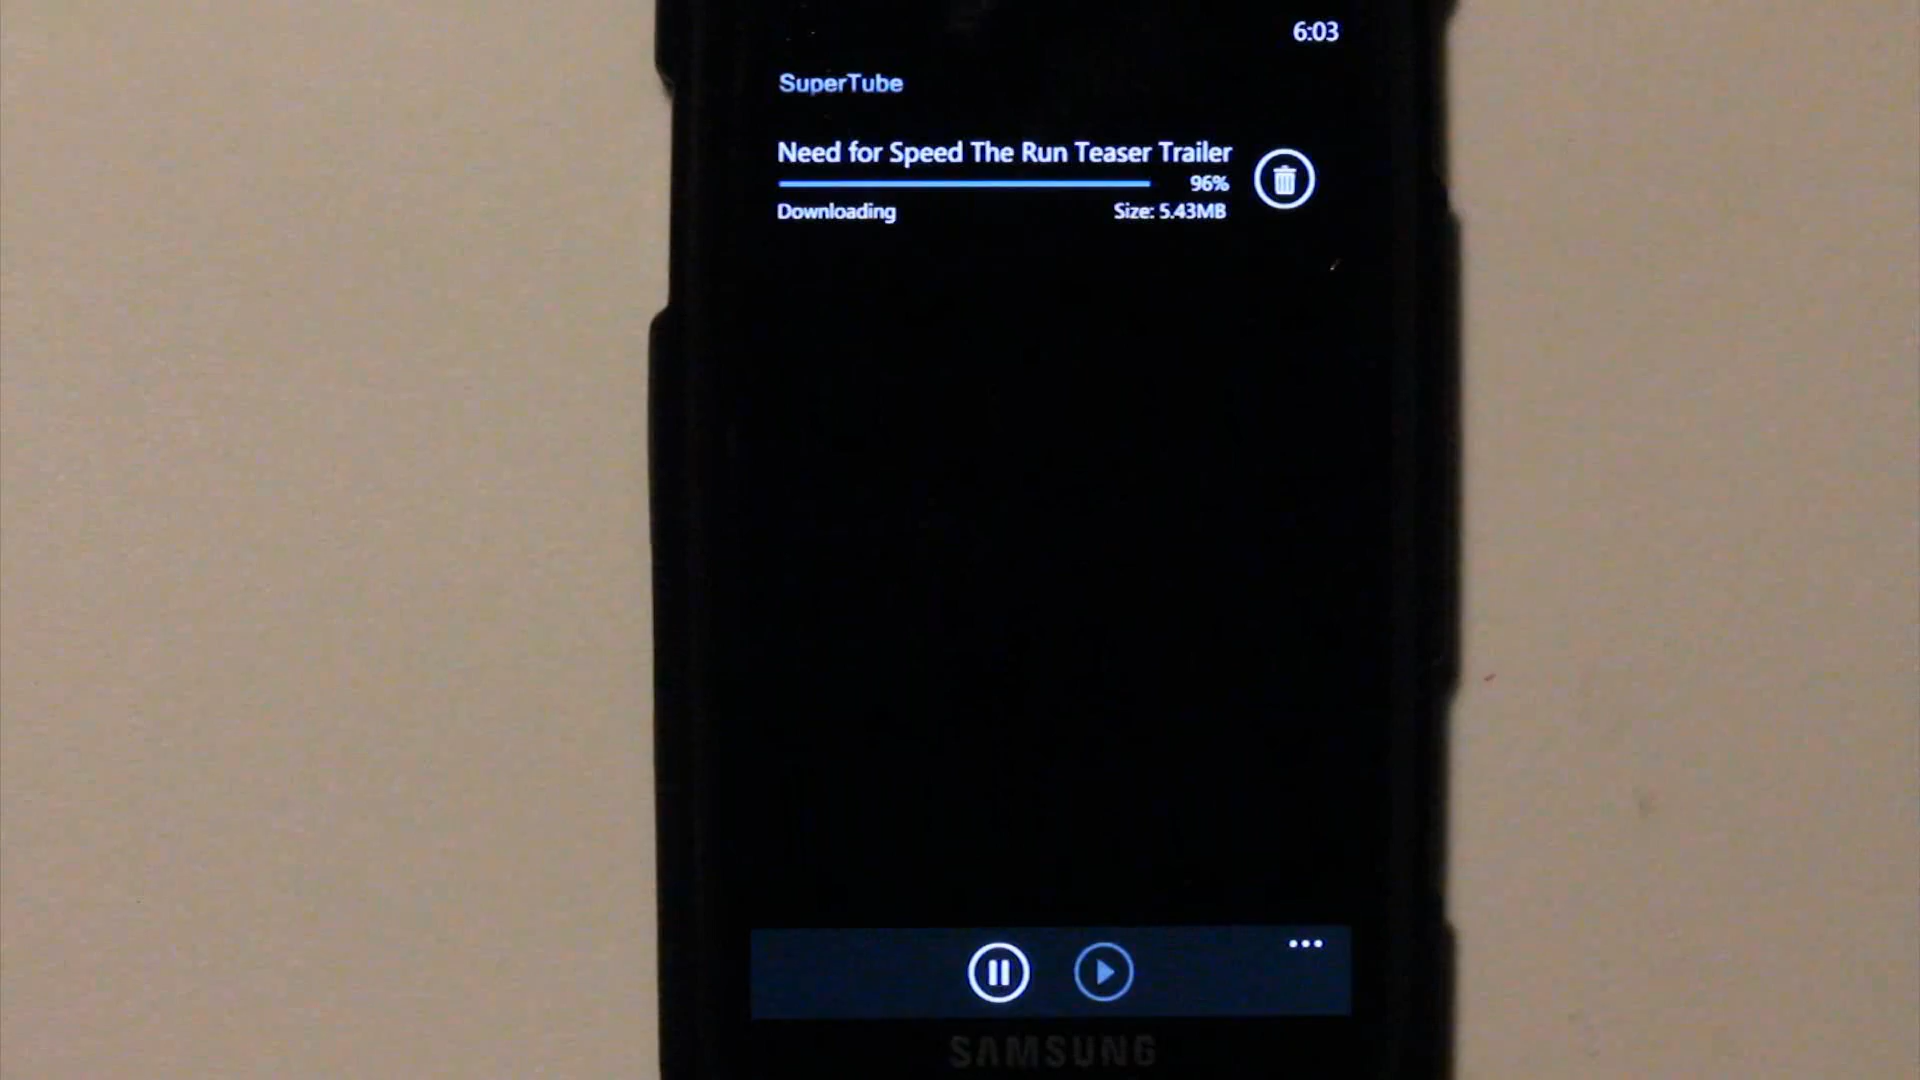 6:03
SuperTube
Need for Speed The Run Teaser Trailer
96%
Downloading Size: 5.43MB
SAMSUNG